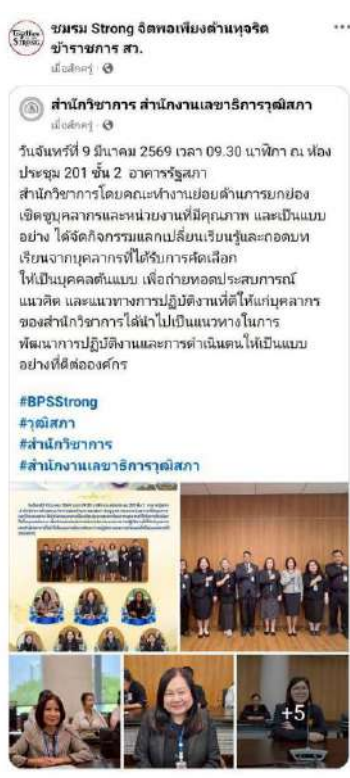 ชมรม Strong จิตพอเพียงต้านทุจริต
ข้าราชการ สว.
เมื่อสักครู่ ·
สำนักวิชาการ สำนักงานเลขาธิการวุฒิสภา
เมื่อสักครู่ ·
วันจันทร์ที่ 9 มีนาคม 2569 เวลา 09.30 นาฬิกา ณ ห้อง
ประชุม 201 ชั้น 2 อาคารรัฐสภา
สำนักวิชาการโดยคณะทำงานย่อยด้านการยกย่อง
เชิดชูบุคลากรและหน่วยงานที่มีคุณภาพ และเป็นแบบ
อย่าง ได้จัดกิจกรรมแลกเปลี่ยนเรียนรู้และถอดบท
เรียนจากบุคลากรที่ได้รับการคัดเลือก
ให้เป็นบุคคลต้นแบบ เพื่อถ่ายทอดประสบการณ์
แนวคิด และแนวทางการปฏิบัติงานที่ดีให้แก่บุคลากร
ของสำนักวิชาการได้นำไปเป็นแนวทางในการ
พัฒนาการปฏิบัติงานและการดำเนินตนให้เป็นแบบ
อย่างที่ดีต่อองค์กร
#BPSStrong
#วุฒิสภา
#สำนักวิชาการ
#สำนักงานเลขาธิการวุฒิสภา
+5